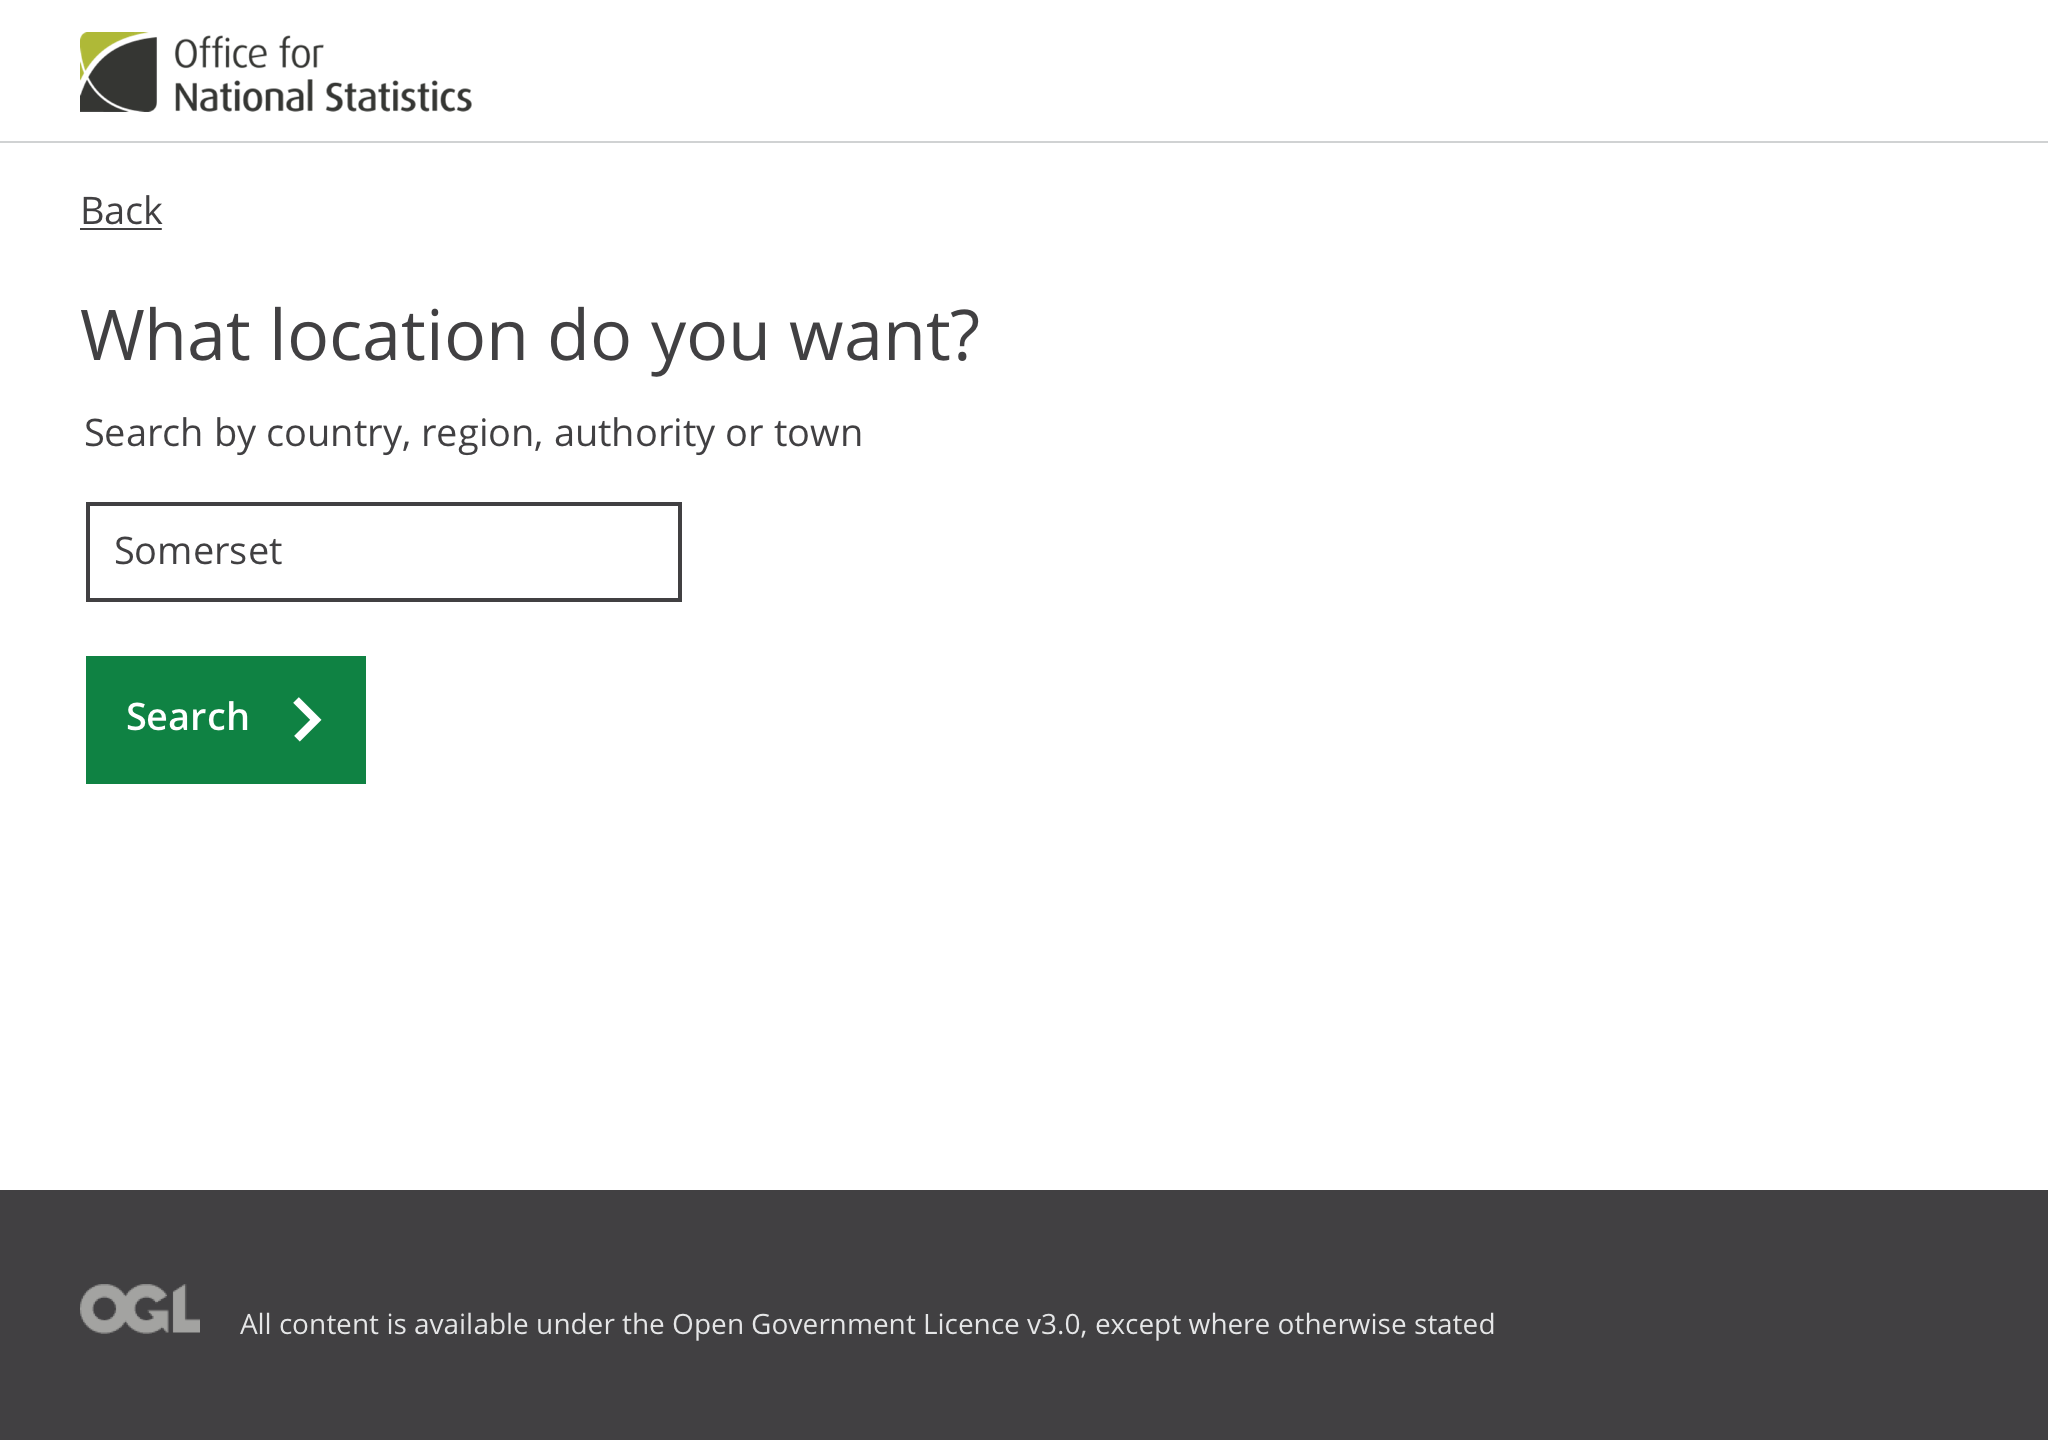 Office for
National Statistics
Back
What location do you want?
Search by country, region, authority or town
Somerset
Search
OGL
All content is available under the Open Government Licence v3.0, except where otherwise stated